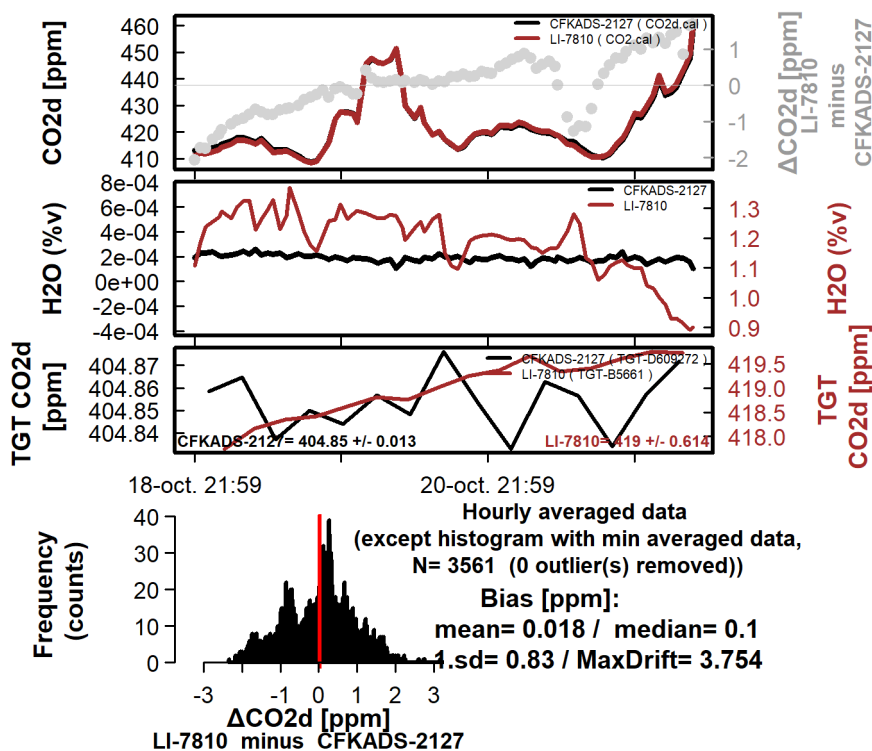 CO2d [ppm]
460
450
440
430
420
410
CFKADS-2127 ( CO2d.cal )
LI-7810 ( CO2.cal )
1
0
-1
-2
ΔCO2d [ppm]
LI-7810
minus
CFKADS-2127
H2O (%v)
8e-04
6e-04
4e-04
2e-04
0e+00
-2e-04
-4e-04
CFKADS-2127
LI-7810
1.3
1.2
1.1
1.0
0.9
H2O (%v)
TGT CO2d
[ppm]
404.87
404.86
404.85
404.84
CFKADS-2127 ( TGT-D609272 )
LI-7810 ( TGT-B5661 )
CFKADS-2127= 404.85 +/- 0.013
LI-7810= 419 +/- 0.614
419.5
419.0
418.5
418.0
TGT
CO2d [ppm]
18-oct. 21:59
20-oct. 21:59
Frequency
(counts)
40
30
20
10
0
Hourly averaged data
(except histogram with min averaged data,
N= 3561 (0 outlier(s) removed))
Bias [ppm]:
mean= 0.018 / median= 0.1
1.sd= 0.83 / MaxDrift= 3.754
-3
-1
0
1
2
3
ΔCO2d [ppm]
LI-7810 minus CFKADS-2127